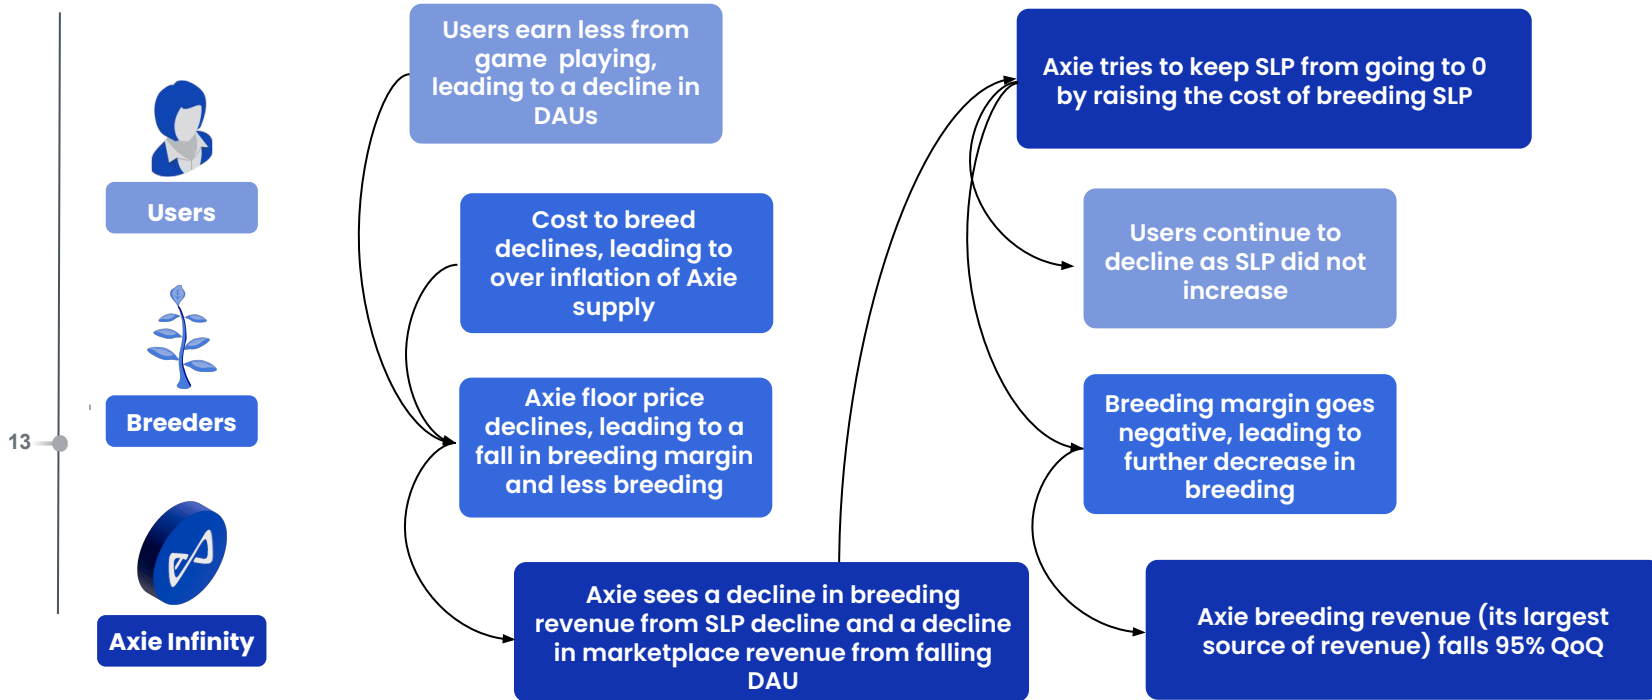 Users earn less from
game playing,
leading to a decline in
DAUs
Axie tries to keep SLP from going to 0
by raising the cost of breeding SLP
Users
Cost to breed
declines, leading to
over inflation of Axie
supply
Users continue to
decline as SLP did not
increase
Breeders
Axie floor price
declines, leading to a
fall in breeding margin
and less breeding
Breeding margin goes
negative, leading to
further decrease in
breeding
13
Axie Infinity
Axie sees a decline in breeding
revenue from SLP decline and a decline
in marketplace revenue from falling
DAU
Axie breeding revenue (its largest
source of revenue) falls 95% QoQ